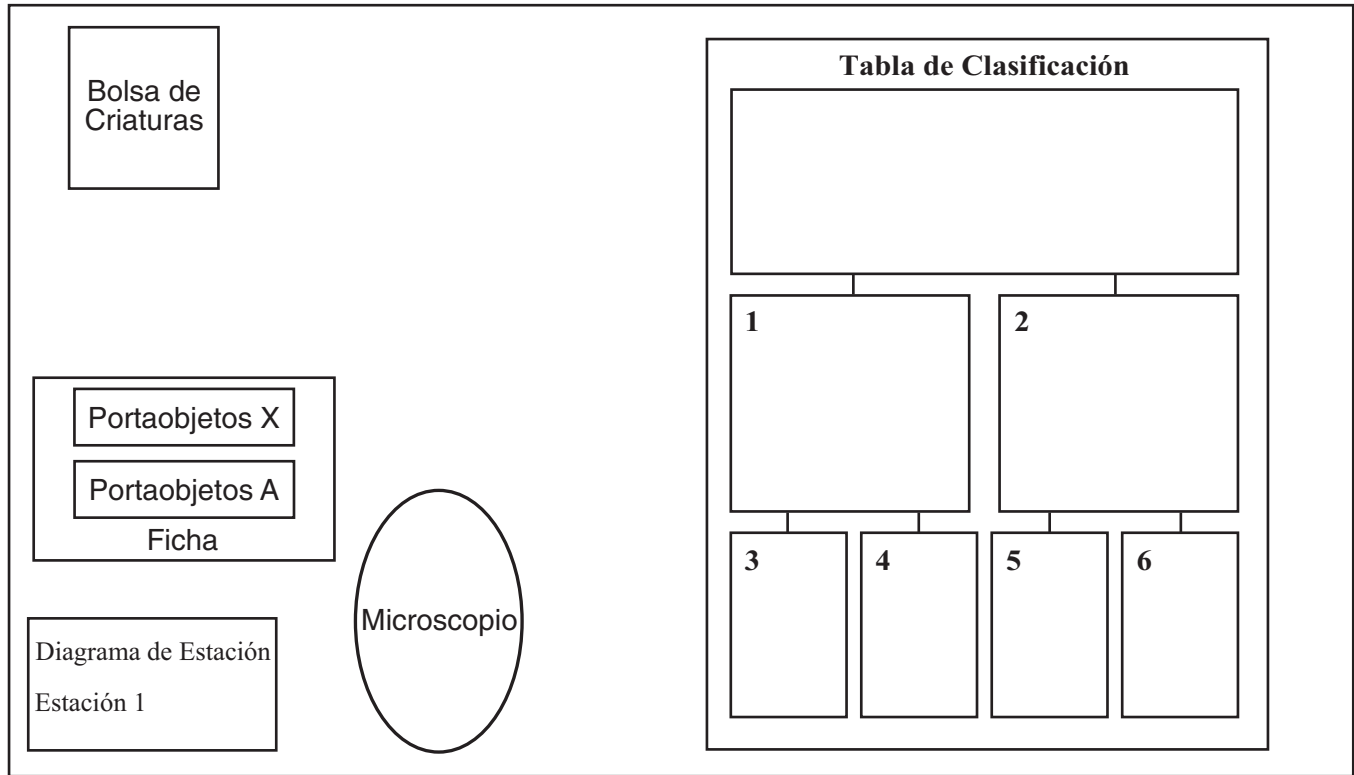 Bolsa de
Criaturas
Portaobjetos X
Portaobjetos A
Ficha
Diagrama de Estación
Estación 1
Microscopio
Tabla de Clasificación
1
2
3
4
5
6